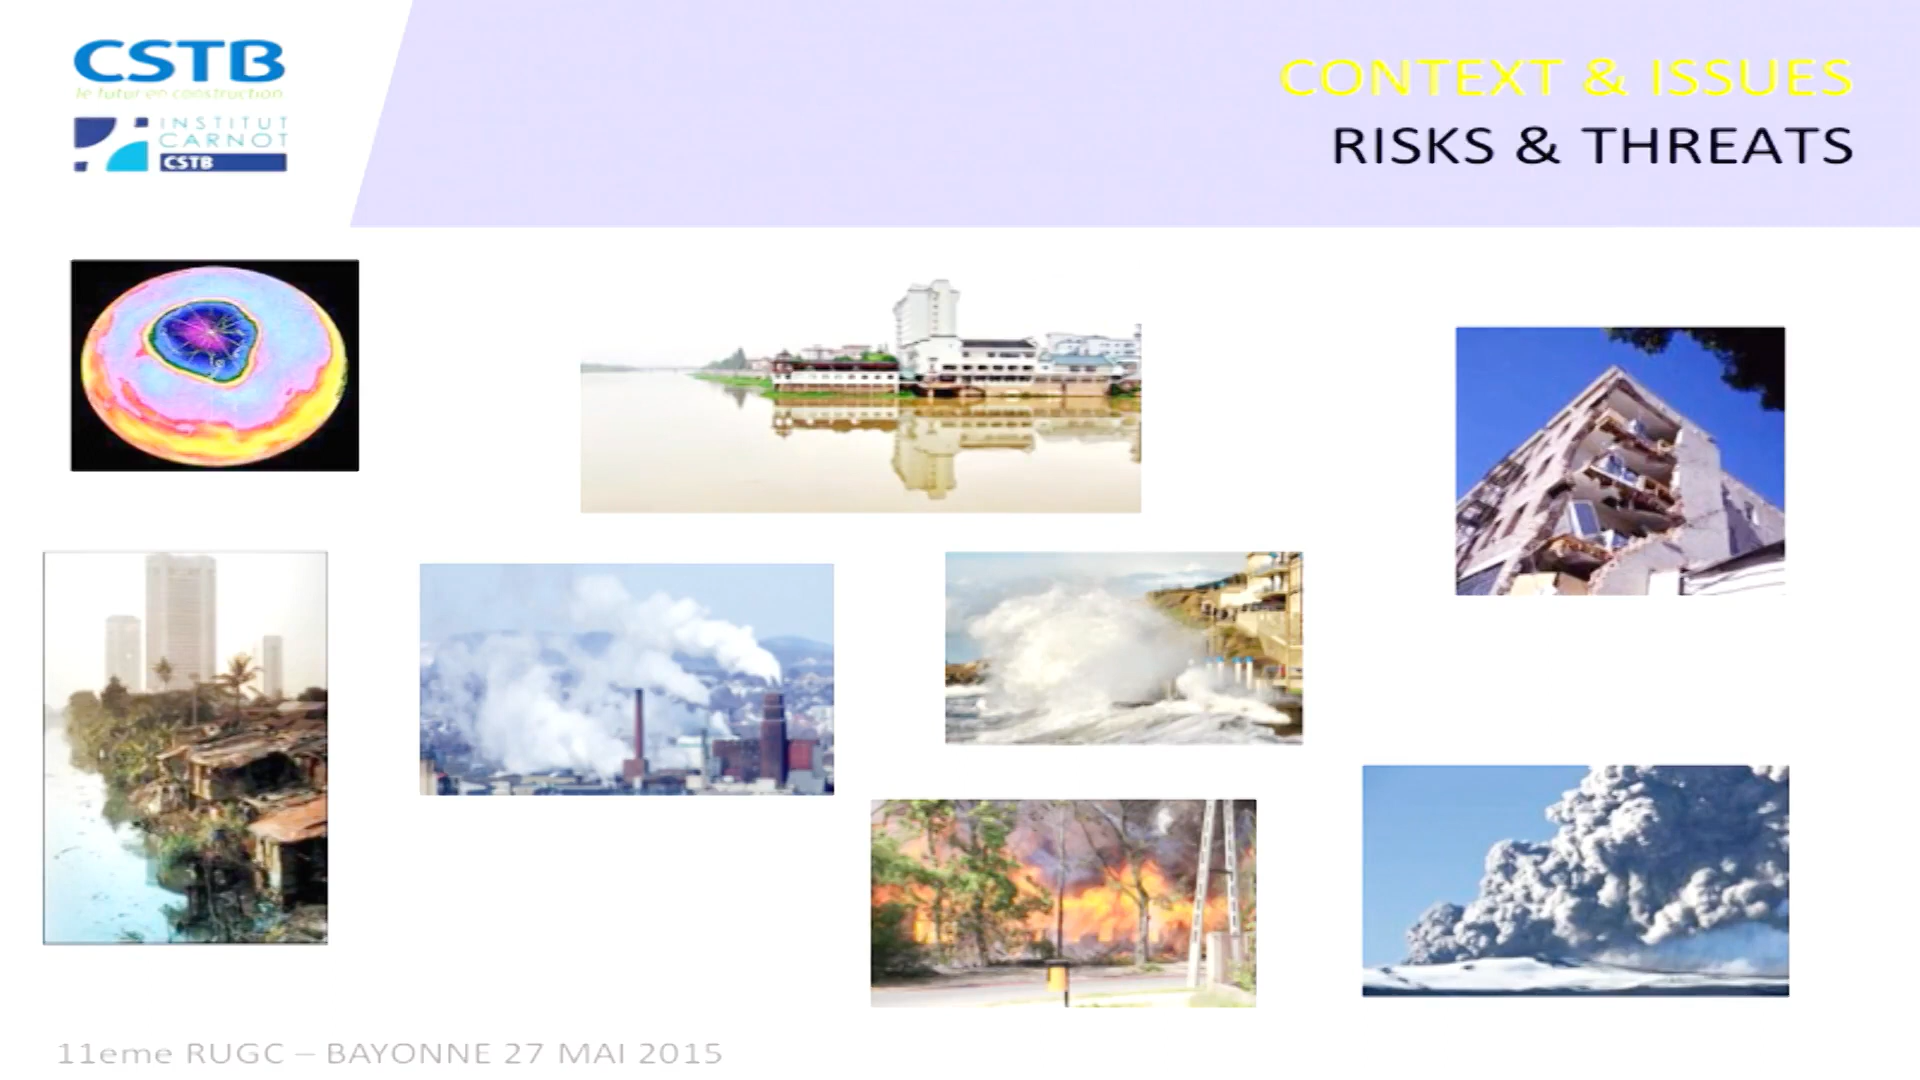 CSTB
le futur en construction
INSTITUT
CARNOT
CSTB
CONTEXT & ISSUES
RISKS & THREATS
11eme RUGC – BAYONNE 27 MAI 2015